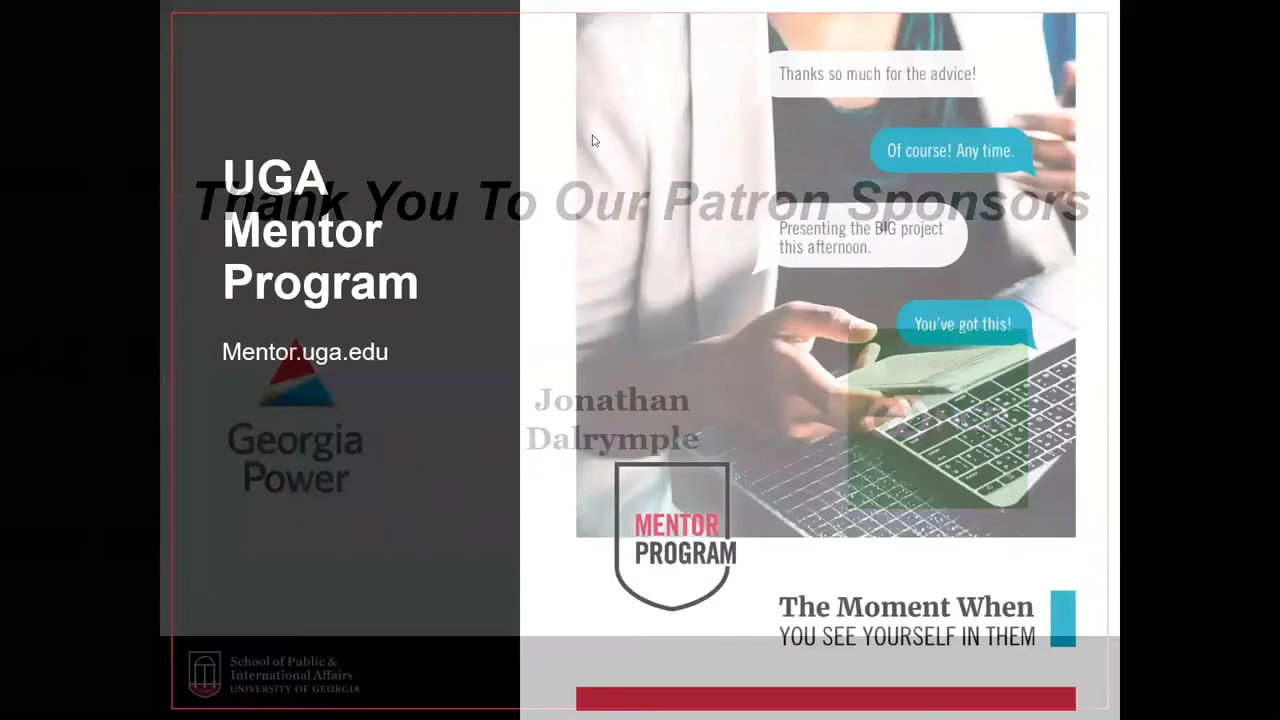 Thanks so much for the advice!
Of course! Any time.
UGA
Mentor
Program
Thank You To Our Patron Sponsors
Presenting the BIG project
this afternoon.
You've got this!
Mentor.uga.edu
Georgia
Power
Jonathan
Dalrymple
MENTOR
PROGRAM
The Moment When
YOU SEE YOURSELF IN THEM
School of Public &
International Affairs
UNIVERSITY OF GEORGIA